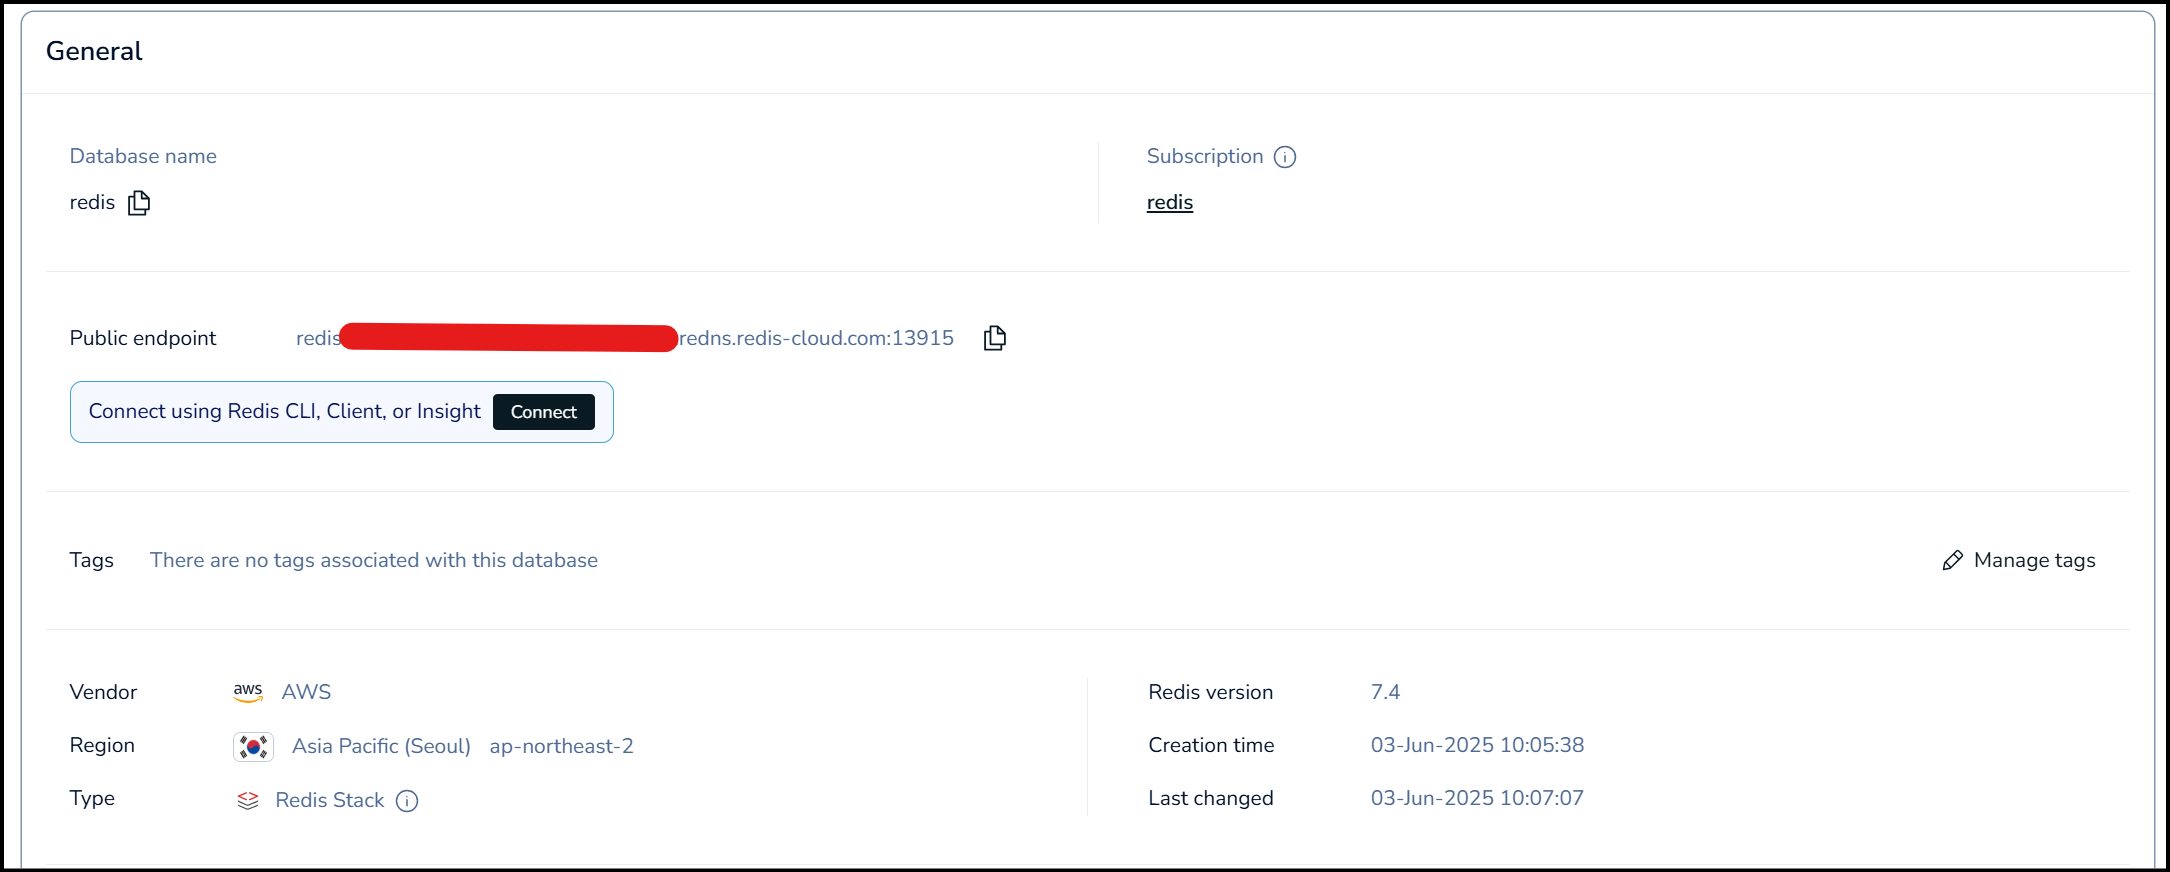 General
Database name
redis
Subscription
redis
Public endpoint redis redns.redis-cloud.com:13915
Connect using Redis CLI, Client, or Insight Connect
Tags There are no tags associated with this database Manage tags
Vendor aws AWS
Region Asia Pacific (Seoul) ap-northeast-2
Type Redis Stack
Redis version 7.4
Creation time 03-Jun-2025 10:05:38
Last changed 03-Jun-2025 10:07:07